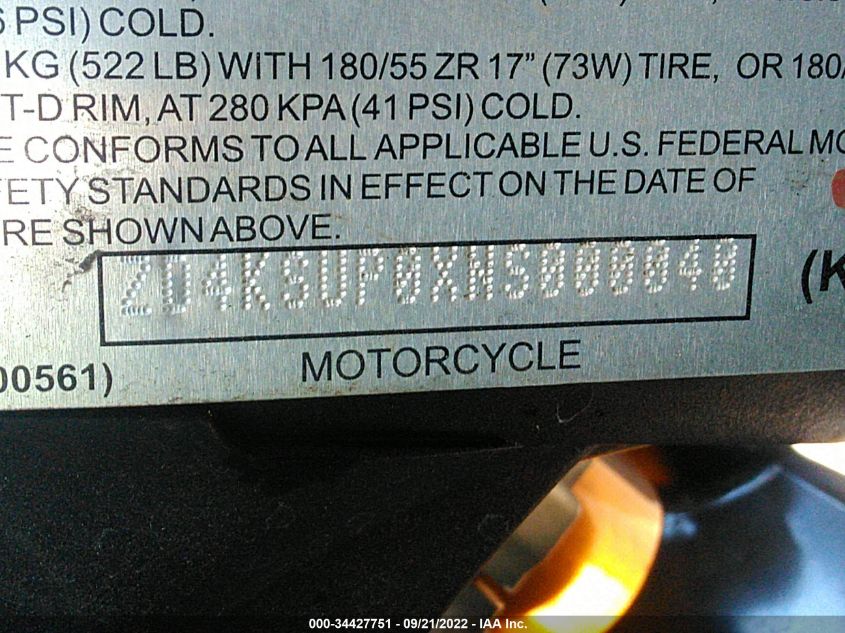 6 PSI) COLD.
KG (522 LB) WITH 180/55 ZR 17" (73W) TIRE, OR 180/
T-D RIM, AT 280 KPA (41 PSI) COLD.
E CONFORMS TO ALL APPLICABLE U.S. FEDERAL MO
FETY STANDARDS IN EFFECT ON THE DATE OF
RE SHOWN ABOVE.
ZD4KSUP0XNS000040
(K
00561)
MOTORCYCLE
000-34427751 - 09/21/2022 - IAA Inc.